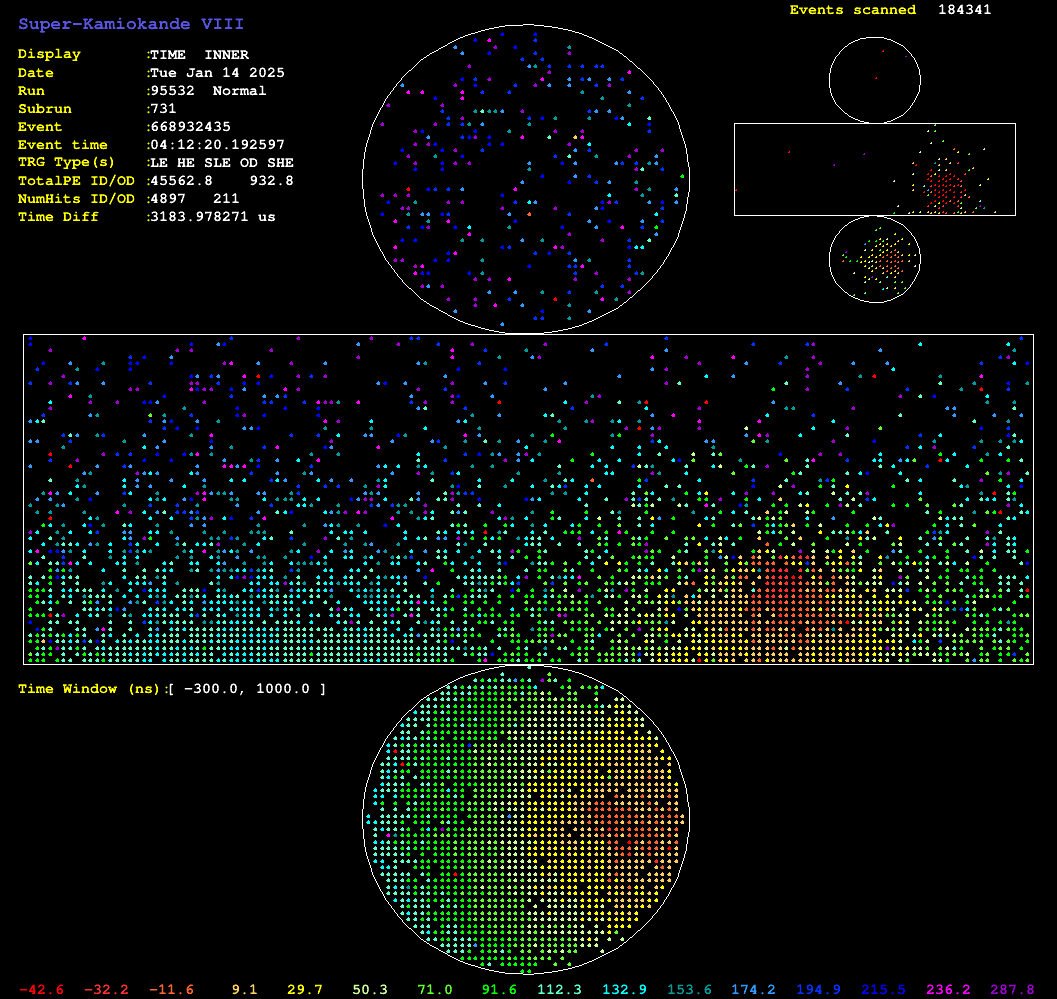 Super-Kamiokande VIII
Events scanned 184341
Display :TIME INNER
Date :Tue Jan 14 2025
Run :95532 Normal
Subrun :731
Event :668932435
Event time :04:12:20.192597
TRG Type(s) :LE HE SLE OD SHE
TotalPE ID/OD :45562.8 932.8
NumHits ID/OD :4897 211
Time Diff :3183.978271 us
Time Window (ns):[ -300.0, 1000.0 ]
-42.6 -32.2 -11.6 9.1 29.7 50.3 71.0 91.6 112.3 132.9 153.6 174.2 194.9 215.5 236.2 287.8